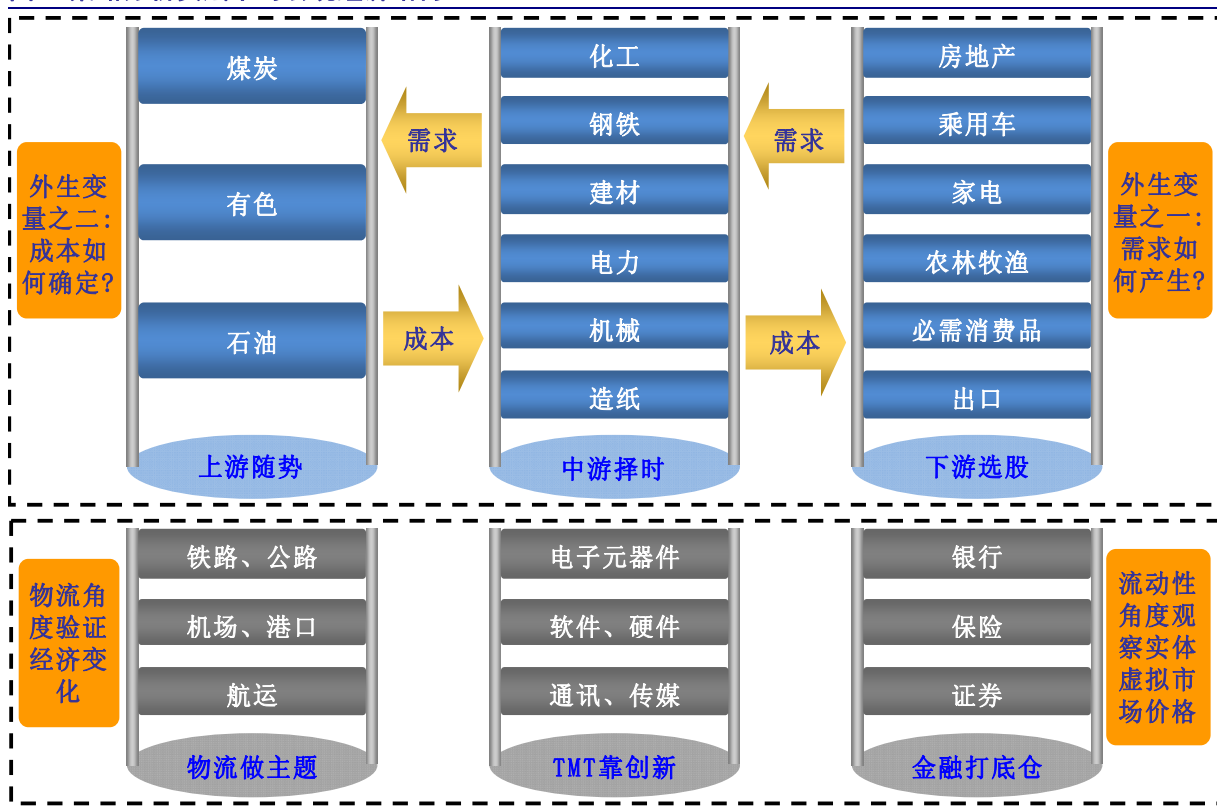 煤炭
有色
石油
上游随势
化工
钢铁
建材
电力
机械
造纸
中游择时
房地产
乘用车
家电
农林牧渔
必需消费品
出口
下游选股
需求
成本
需求
成本
外生变
量之二:
成本如
何确定?
外生变
量之一:
需求如
何产生?
铁路、公路
机场、港口
航运
物流做主题
电子元器件
软件、硬件
通讯、传媒
TMT靠创新
银行
保险
证券
金融打底仓
物流角
度验证
经济变
化
流动性
角度观
察实体
虚拟市
场价格